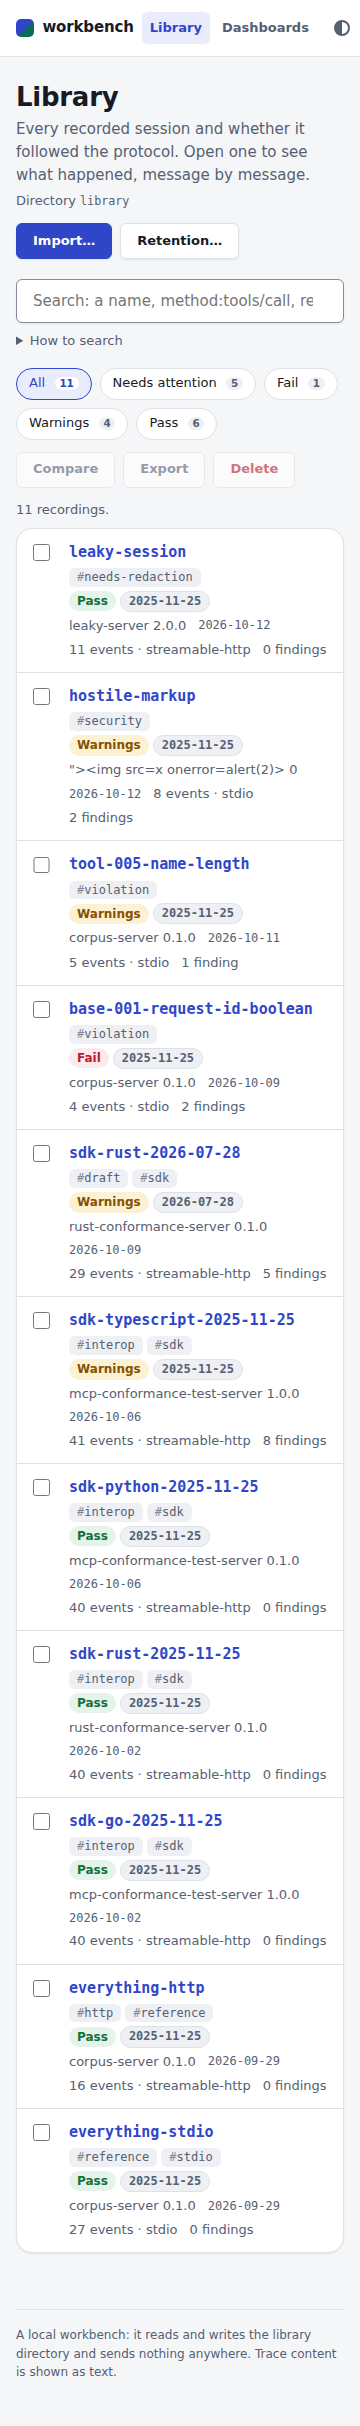 workbench Library Dashboards
Library
Every recorded session and whether it
followed the protocol. Open one to see
what happened, message by message.
Directory library
Import… Retention…
Search: a name, method:tools/call, re
How to search
All 11 Needs attention 5 Fail 1
Warnings 4 Pass 6
Compare Export Delete
11 recordings.
leaky-session
#needs-redaction
Pass 2025-11-25
leaky-server 2.0.0 2026-10-12
11 events · streamable-http 0 findings
hostile-markup
#security
Warnings 2025-11-25
"><img src=x onerror=alert(2)> 0
2026-10-12 8 events · stdio
2 findings
tool-005-name-length
#violation
Warnings 2025-11-25
corpus-server 0.1.0 2026-10-11
5 events · stdio 1 finding
base-001-request-id-boolean
#violation
Fail 2025-11-25
corpus-server 0.1.0 2026-10-09
4 events · stdio 2 findings
sdk-rust-2026-07-28
#draft #sdk
Warnings 2026-07-28
rust-conformance-server 0.1.0
2026-10-09
29 events · streamable-http 5 findings
sdk-typescript-2025-11-25
#interop #sdk
Warnings 2025-11-25
mcp-conformance-test-server 1.0.0
2026-10-06
41 events · streamable-http 8 findings
sdk-python-2025-11-25
#interop #sdk
Pass 2025-11-25
mcp-conformance-test-server 0.1.0
2026-10-06
40 events · streamable-http 0 findings
sdk-rust-2025-11-25
#interop #sdk
Pass 2025-11-25
rust-conformance-server 0.1.0
2026-10-02
40 events · streamable-http 0 findings
sdk-go-2025-11-25
#interop #sdk
Pass 2025-11-25
mcp-conformance-test-server 1.0.0
2026-10-02
40 events · streamable-http 0 findings
everything-http
#http #reference
Pass 2025-11-25
corpus-server 0.1.0 2026-09-29
16 events · streamable-http 0 findings
everything-stdio
#reference #stdio
Pass 2025-11-25
corpus-server 0.1.0 2026-09-29
27 events · stdio 0 findings
A local workbench: it reads and writes the library
directory and sends nothing anywhere. Trace content
is shown as text.